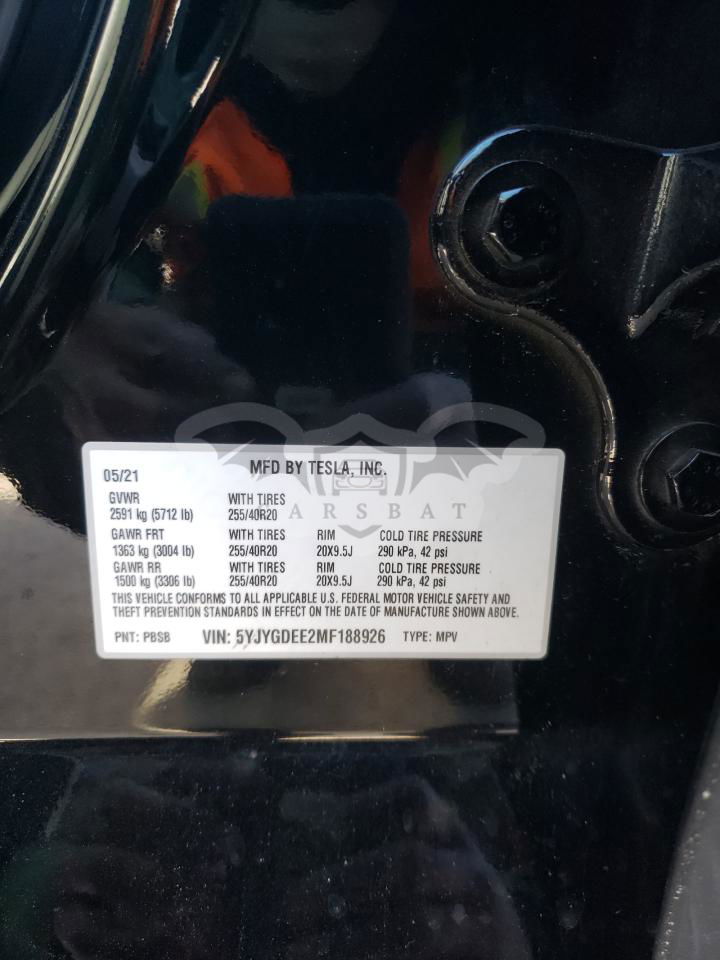 05/21 MFD BY TESLA, INC.
GVWR WITH TIRES
2591 kg (5712 lb) 255/40R20
ARSBAT
GAWR FRT WITH TIRES RIM COLD TIRE PRESSURE
1363 kg (3004 lb) 255/40R20 20X9.5J 290 kPa, 42 psi
GAWR RR WITH TIRES RIM COLD TIRE PRESSURE
1500 kg (3306 lb) 255/40R20 20X9.5J 290 kPa, 42 psi
THIS VEHICLE CONFORMS TO ALL APPLICABLE U.S. FEDERAL MOTOR VEHICLE SAFETY AND
THEFT PREVENTION STANDARDS IN EFFECT ON THE DATE OF MANUFACTURE SHOWN ABOVE.
PNT: PBSB VIN: 5YJYGDEE2MF188926 TYPE: MPV